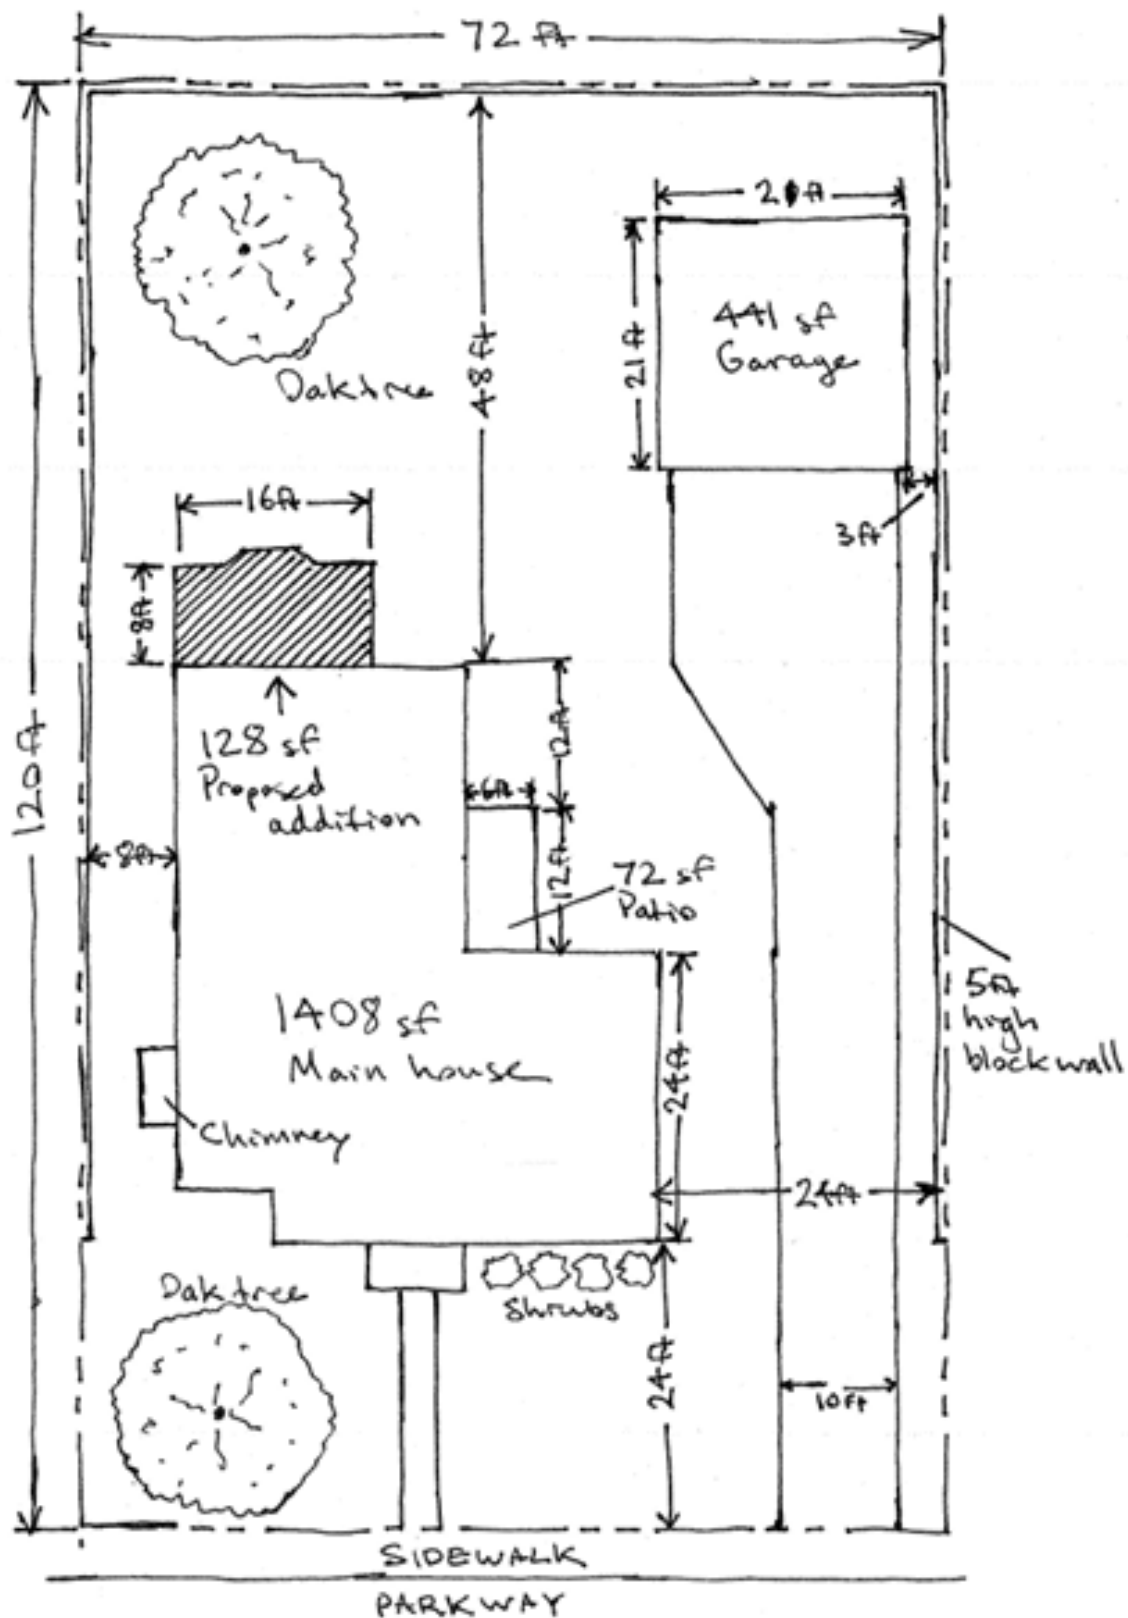 72 ft
120 ft
Oak tree
48 ft
21 ft
21 ft
441 sf
Garage
3 ft
16 ft
8 ft
128 sf
Proposed
addition
12 ft
6 ft
12 ft
72 sf
Patio
8 ft
1408 sf
Main house
Chimney
24 ft
5 ft
high
block wall
24 ft
Oak tree
Shrubs
24 ft
10 ft
SIDEWALK
PARKWAY